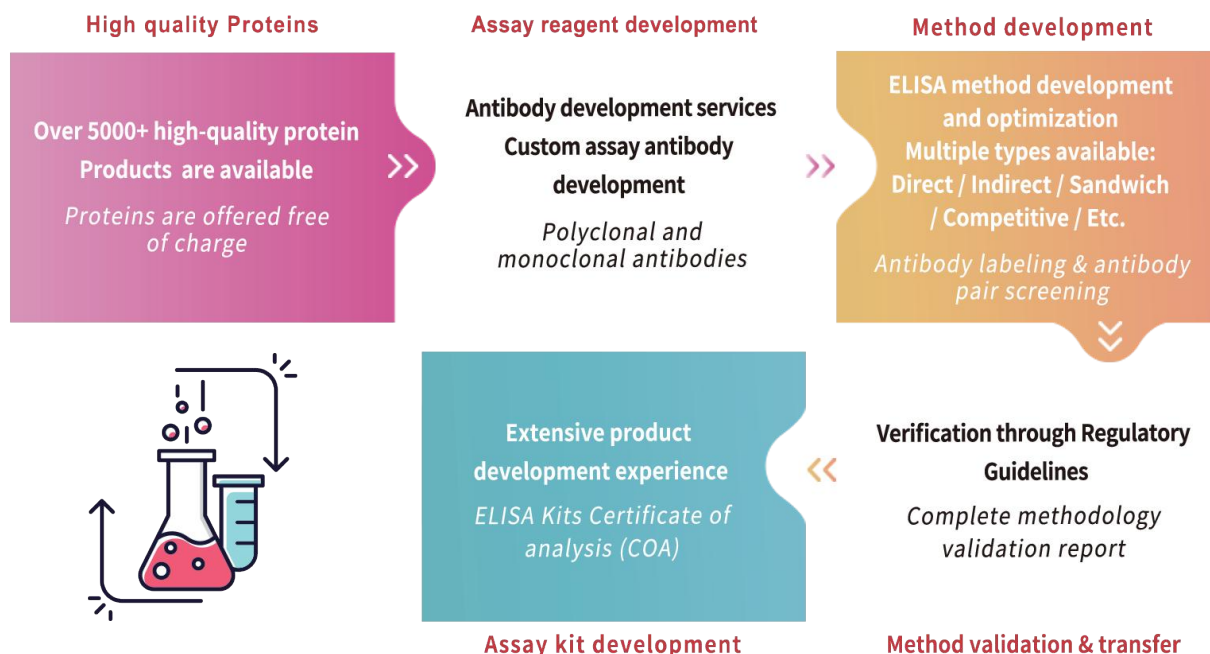 High quality Proteins
Over 5000+ high-quality protein
Products are available
Proteins are offered free
of charge
Assay reagent development
Antibody development services
Custom assay antibody
development
Polyclonal and
monoclonal antibodies
Method development
ELISA method development
and optimization
Multiple types available:
Direct / Indirect / Sandwich
/ Competitive / Etc.
Antibody labeling & antibody
pair screening
Verification through Regulatory
Guidelines
Complete methodology
validation report
Method validation & transfer
Extensive product
development experience
ELISA Kits Certificate of
analysis (COA)
Assay kit development